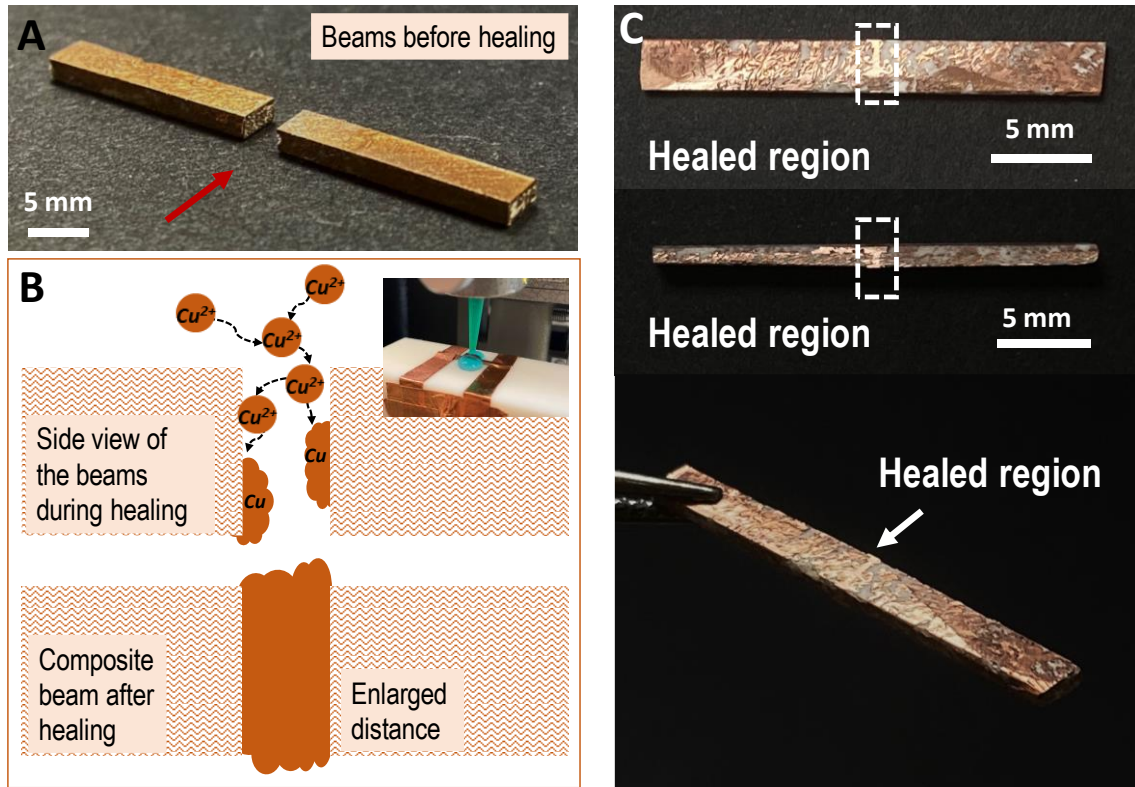 A
Beams before healing
5 mm
B
Cu2+
Cu2+
Cu2+
Cu2+
Cu2+
Cu
Cu
Side view of
the beams
during healing
Composite
beam after
healing
Enlarged
distance
C
Healed region
5 mm
Healed region
5 mm
Healed region